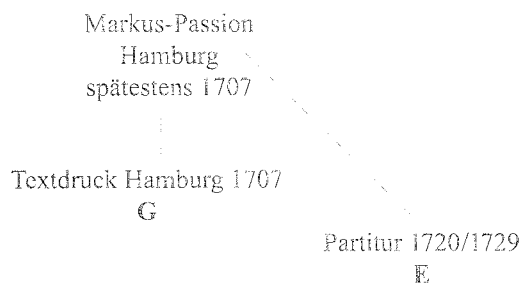 Markus-Passion
Hamburg
spätestens 1707
Textdruck Hamburg 1707
G
Partitur 1720/1729
E